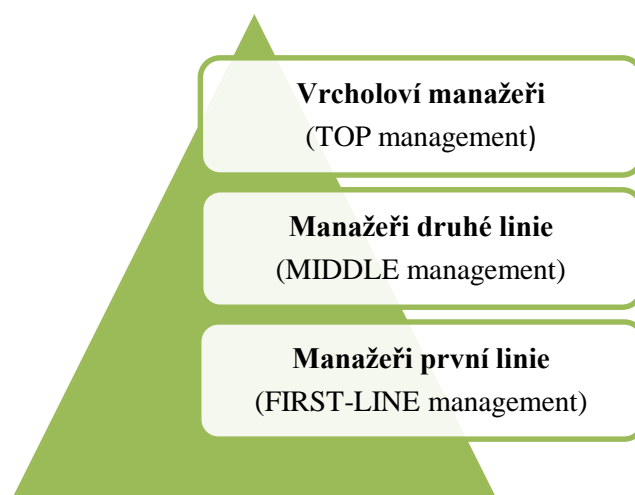 Vrcholoví manažeři
(TOP management)
Manažeři druhé linie
(MIDDLE management)
Manažeři první linie
(FIRST-LINE management)